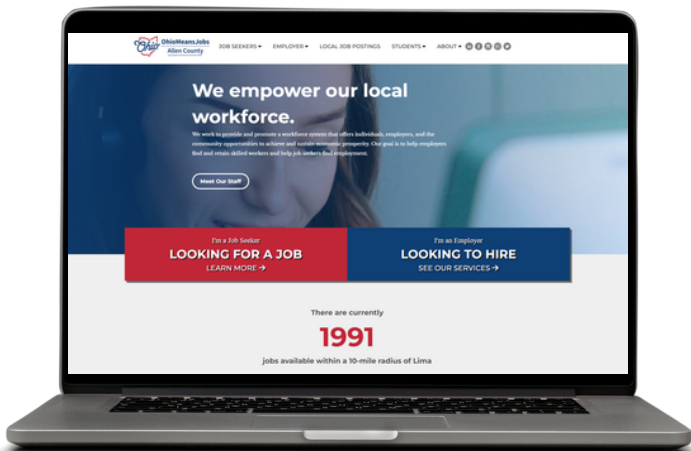 Ohio
OhioMeansJobs
Allen County
JOB SEEKERS
EMPLOYER
LOCAL JOB POSTINGS
STUDENTS
ABOUT
We empower our local
workforce.
We work to provide and promote a workforce system that offers individuals, employers, and the
community opportunities to achieve and sustain economic prosperity. Our goal is to help employers
find and retain skilled workers and help job seekers find employment.
Meet Our Staff
I'm a Job Seeker
LOOKING FOR A JOB
LEARN MORE →
I'm an Employer
LOOKING TO HIRE
SEE OUR SERVICES →
There are currently
1991
jobs available within a 10-mile radius of Lima